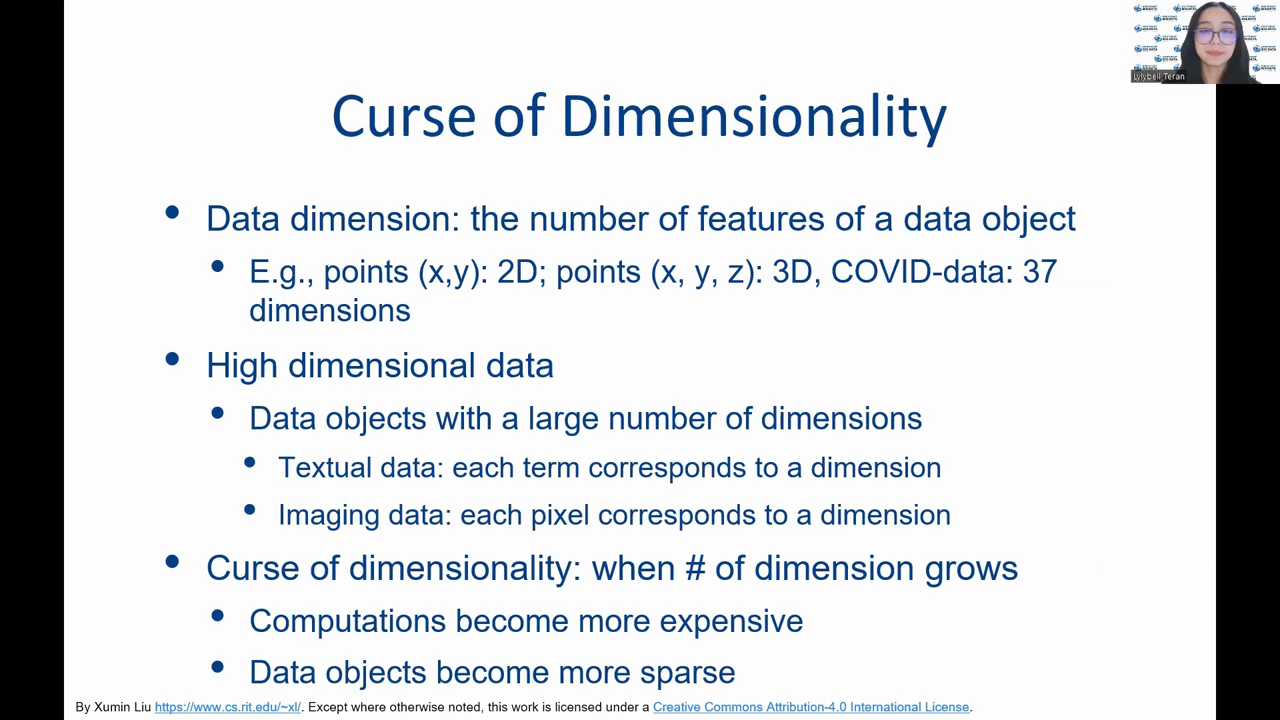 Lylybell Teran
Curse of Dimensionality
• Data dimension: the number of features of a data object
• E.g., points (x,y): 2D; points (x, y, z): 3D, COVID-data: 37
dimensions
• High dimensional data
• Data objects with a large number of dimensions
• Textual data: each term corresponds to a dimension
• Imaging data: each pixel corresponds to a dimension
• Curse of dimensionality: when # of dimension grows
• Computations become more expensive
• Data objects become more sparse
By Xumin Liu https://www.cs.rit.edu/~xl/. Except where otherwise noted, this work is licensed under a Creative Commons Attribution-4.0 International License.